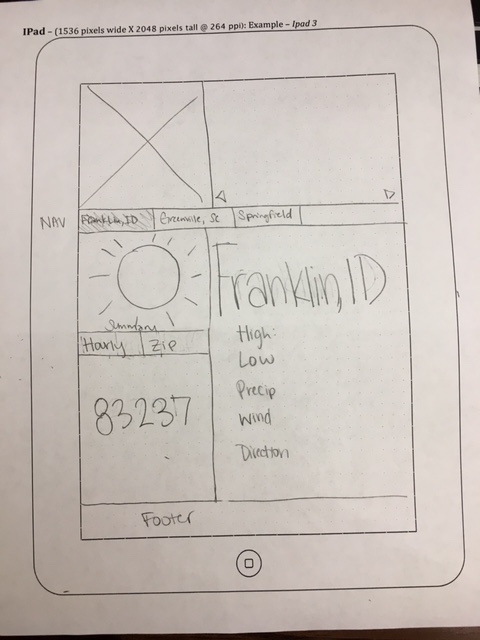 IPad – (1536 pixels wide X 2048 pixels tall @ 264 ppi): Example – Ipad 3
NAV
Franklin, ID
Greenville, SC
Springfield
Franklin, ID
Summary
Hourly
Zip
High:
Low
Precip
Wind
Direction
83237
Footer